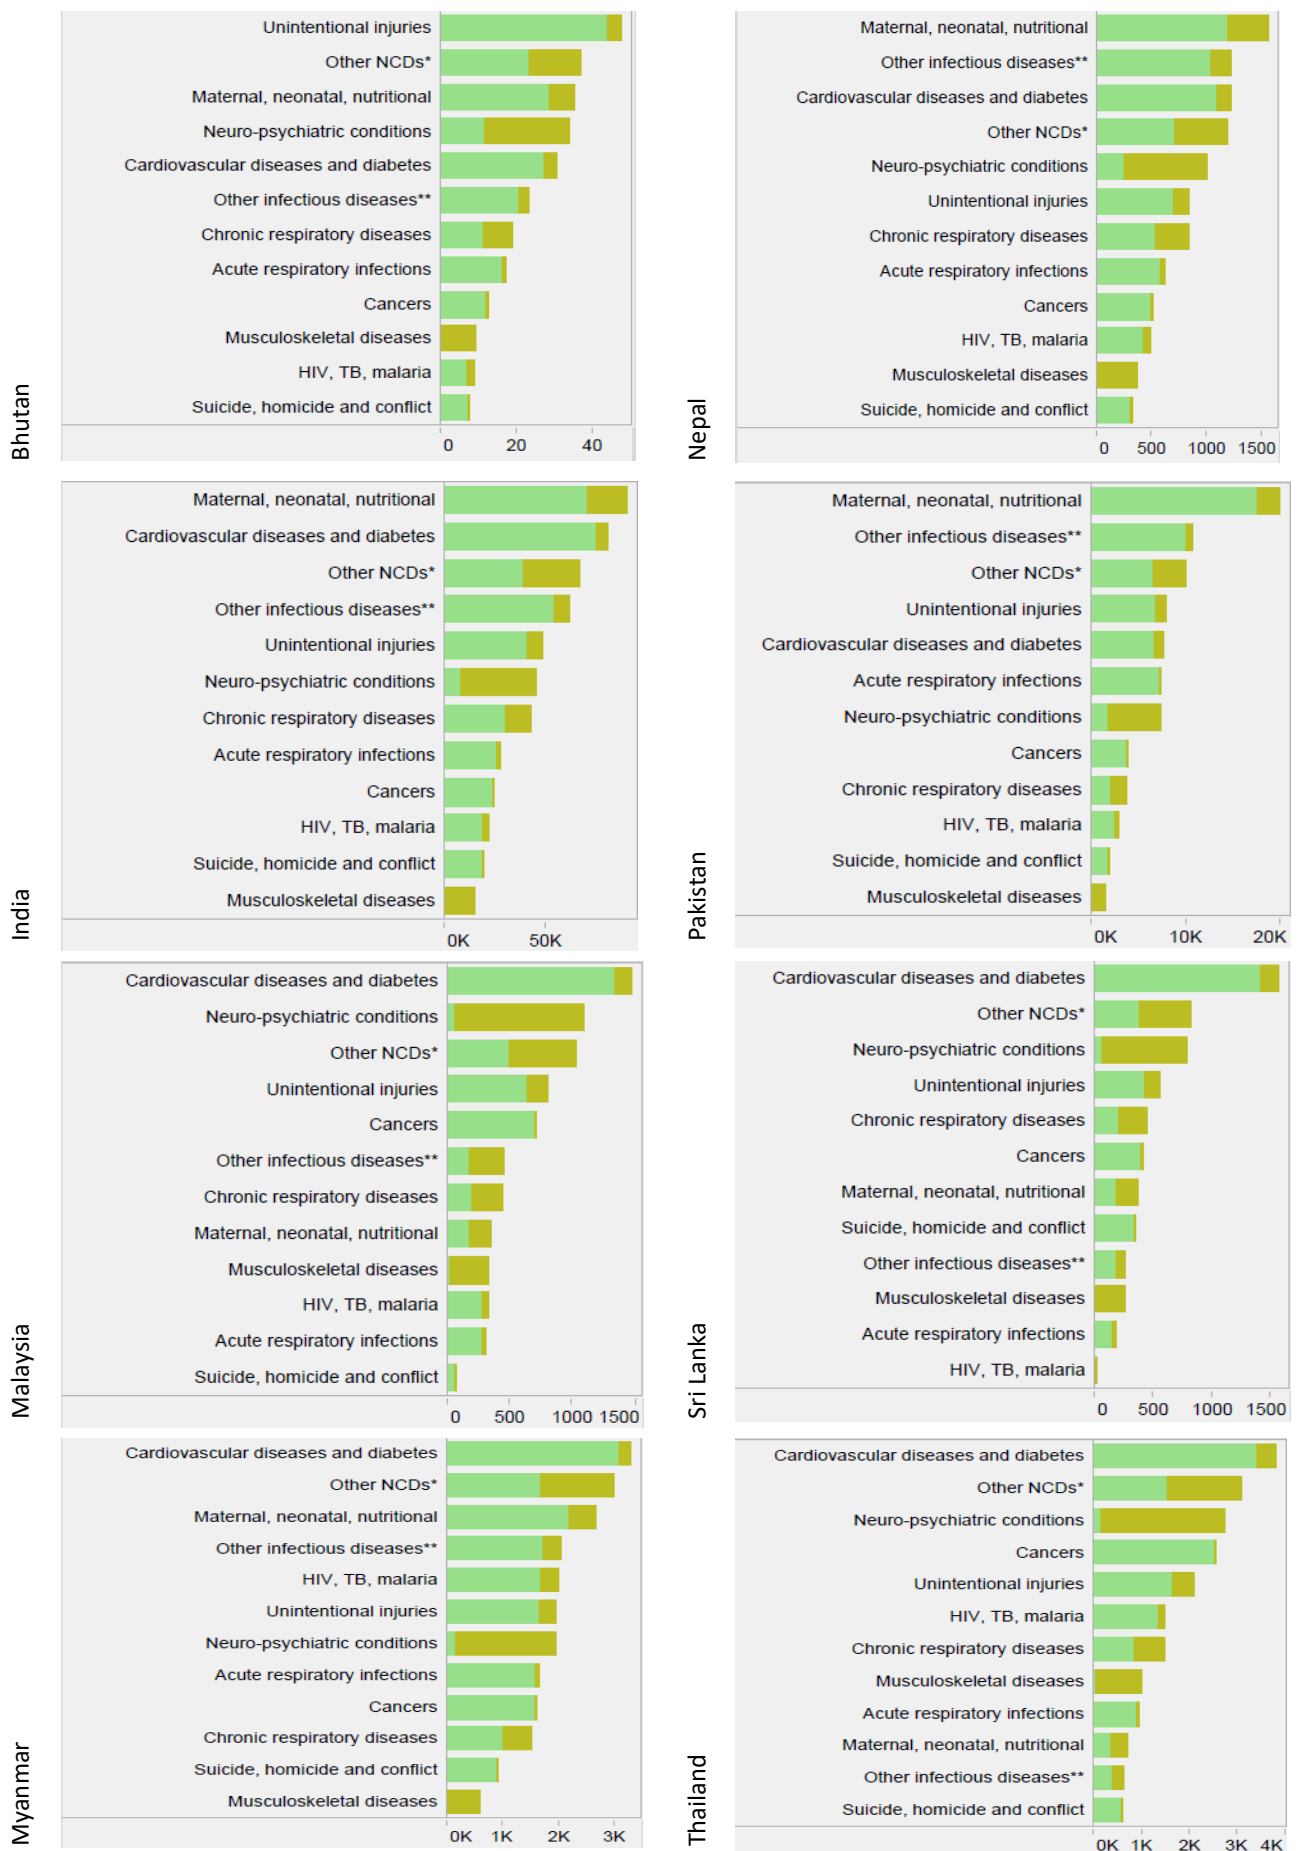 Bhutan
Unintentional injuries
Other NCDs*
Maternal, neonatal, nutritional
Neuro-psychiatric conditions
Cardiovascular diseases and diabetes
Other infectious diseases**
Chronic respiratory diseases
Acute respiratory infections
Cancers
Musculoskeletal diseases
HIV, TB, malaria
Suicide, homicide and conflict
0 20 40
Nepal
Maternal, neonatal, nutritional
Other infectious diseases**
Cardiovascular diseases and diabetes
Other NCDs*
Neuro-psychiatric conditions
Unintentional injuries
Chronic respiratory diseases
Acute respiratory infections
Cancers
HIV, TB, malaria
Musculoskeletal diseases
Suicide, homicide and conflict
0 500 1000 1500
India
Maternal, neonatal, nutritional
Cardiovascular diseases and diabetes
Other NCDs*
Other infectious diseases**
Unintentional injuries
Neuro-psychiatric conditions
Chronic respiratory diseases
Acute respiratory infections
Cancers
HIV, TB, malaria
Suicide, homicide and conflict
Musculoskeletal diseases
0K 50K
Pakistan
Maternal, neonatal, nutritional
Other infectious diseases**
Other NCDs*
Unintentional injuries
Cardiovascular diseases and diabetes
Acute respiratory infections
Neuro-psychiatric conditions
Cancers
Chronic respiratory diseases
HIV, TB, malaria
Suicide, homicide and conflict
Musculoskeletal diseases
0K 10K 20K
Malaysia
Cardiovascular diseases and diabetes
Neuro-psychiatric conditions
Other NCDs*
Unintentional injuries
Cancers
Other infectious diseases**
Chronic respiratory diseases
Maternal, neonatal, nutritional
Musculoskeletal diseases
HIV, TB, malaria
Acute respiratory infections
Suicide, homicide and conflict
0 500 1000 1500
Sri Lanka
Cardiovascular diseases and diabetes
Other NCDs*
Neuro-psychiatric conditions
Unintentional injuries
Chronic respiratory diseases
Cancers
Maternal, neonatal, nutritional
Suicide, homicide and conflict
Other infectious diseases**
Musculoskeletal diseases
Acute respiratory infections
HIV, TB, malaria
0 500 1000 1500
Myanmar
Cardiovascular diseases and diabetes
Other NCDs*
Maternal, neonatal, nutritional
Other infectious diseases**
HIV, TB, malaria
Unintentional injuries
Neuro-psychiatric conditions
Acute respiratory infections
Cancers
Chronic respiratory diseases
Suicide, homicide and conflict
Musculoskeletal diseases
0K 1K 2K 3K
Thailand
Cardiovascular diseases and diabetes
Other NCDs*
Neuro-psychiatric conditions
Cancers
Unintentional injuries
HIV, TB, malaria
Chronic respiratory diseases
Musculoskeletal diseases
Acute respiratory infections
Maternal, neonatal, nutritional
Other infectious diseases**
Suicide, homicide and conflict
0K 1K 2K 3K 4K